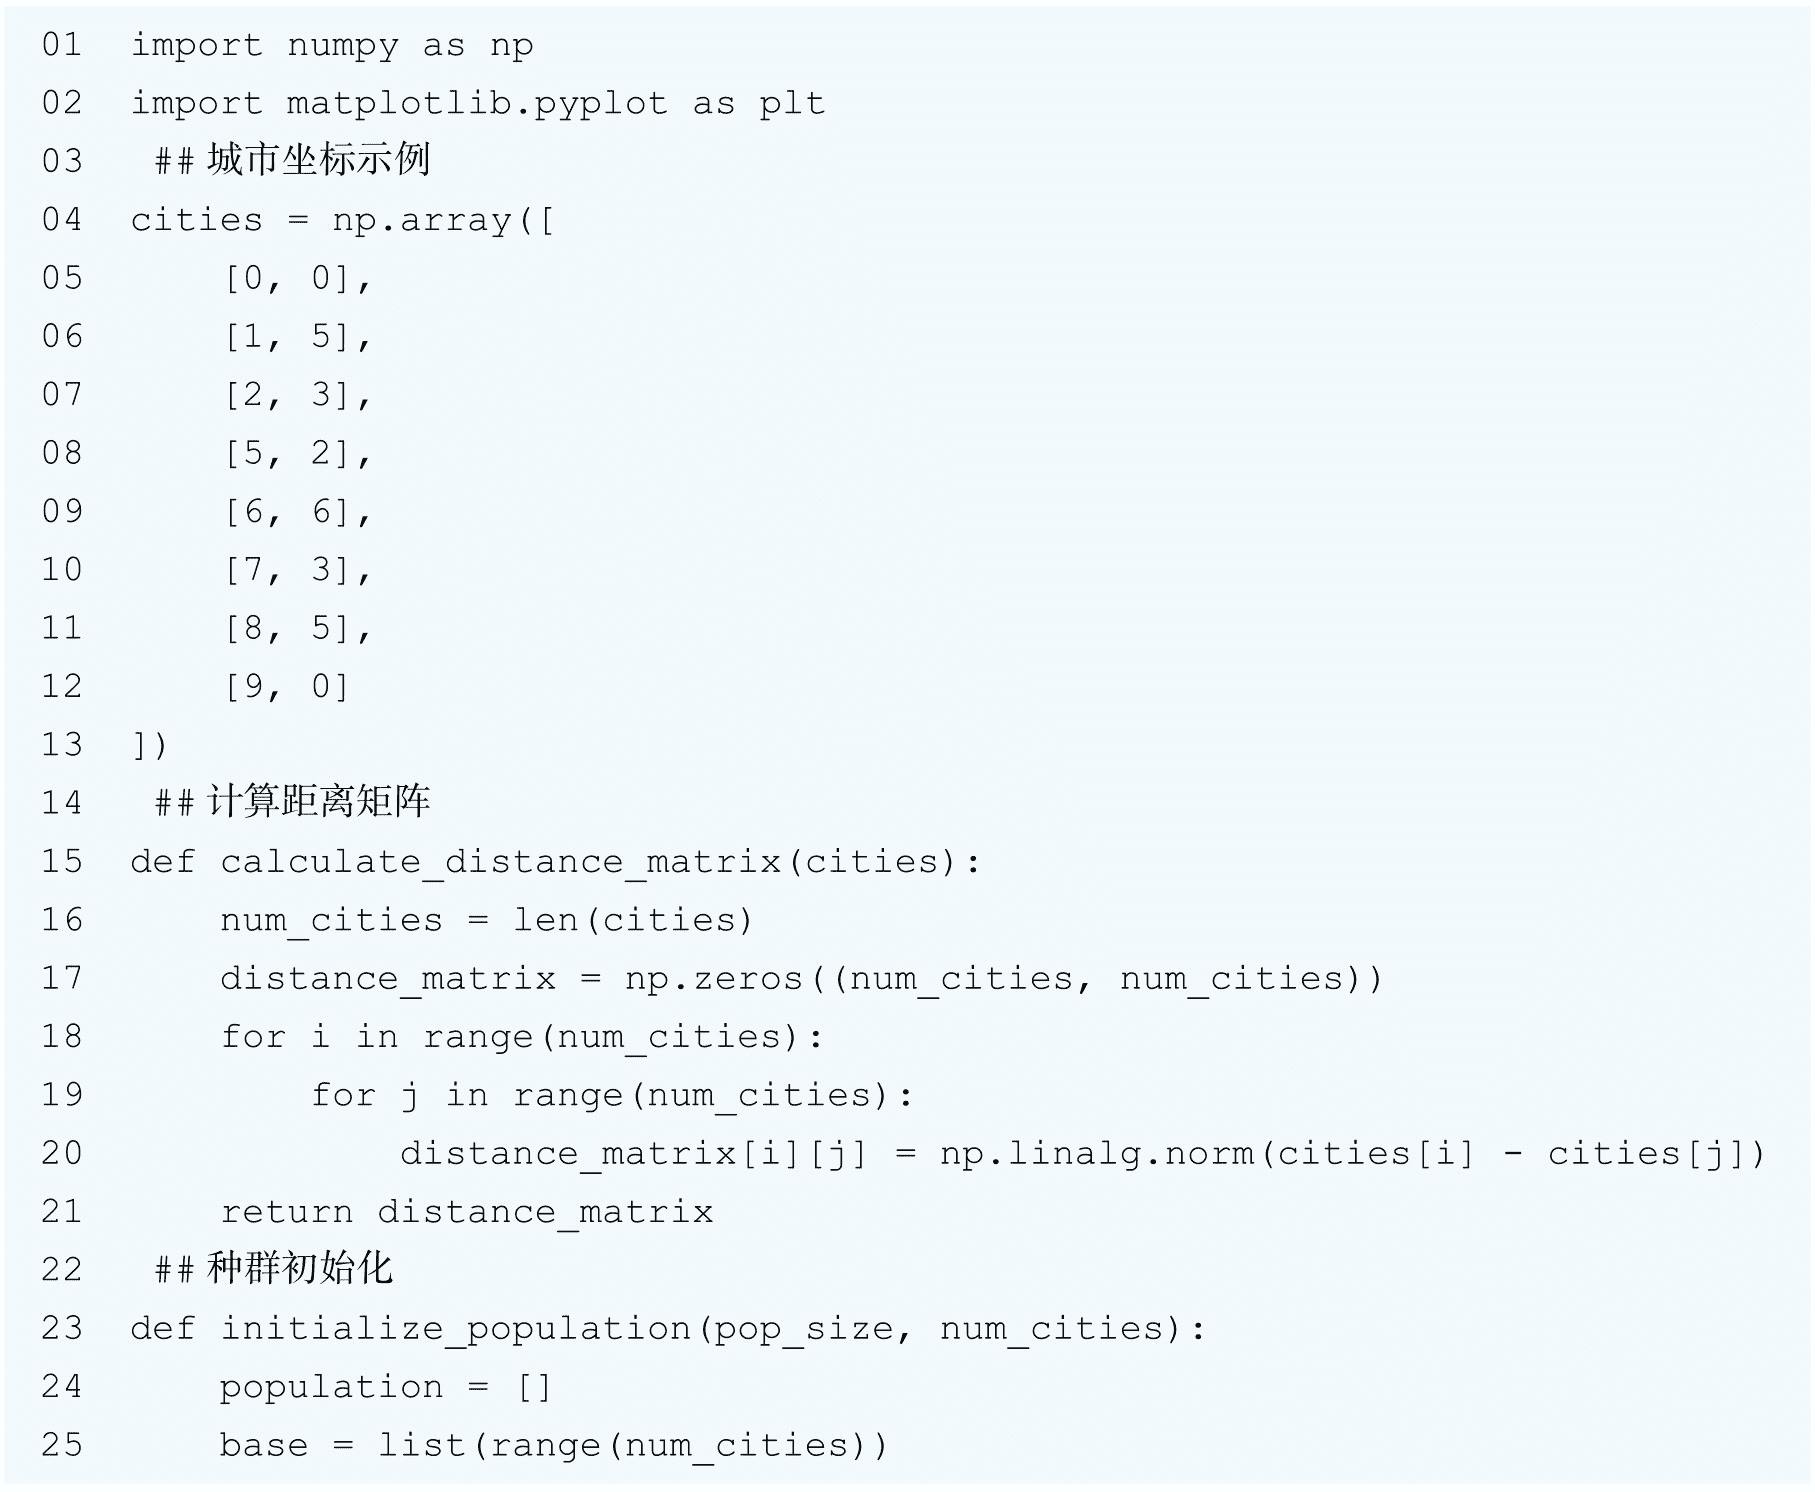 01 import numpy as np
02 import matplotlib.pyplot as plt
03  ## 城市坐标示例
04 cities = np.array([
05     [0, 0],
06     [1, 5],
07     [2, 3],
08     [5, 2],
09     [6, 6],
10     [7, 3],
11     [8, 5],
12     [9, 0]
13 ])
14  ## 计算距离矩阵
15 def calculate_distance_matrix(cities):
16     num_cities = len(cities)
17     distance_matrix = np.zeros((num_cities, num_cities))
18     for i in range(num_cities):
19         for j in range(num_cities):
20             distance_matrix[i][j] = np.linalg.norm(cities[i] - cities[j])
21     return distance_matrix
22  ## 种群初始化
23 def initialize_population(pop_size, num_cities):
24     population = []
25     base = list(range(num_cities))